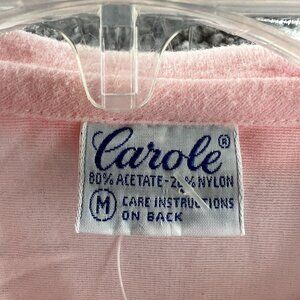 Carole®
80% ACETATE-20% NYLON
M CARE INSTRUCTIONS
ON BACK